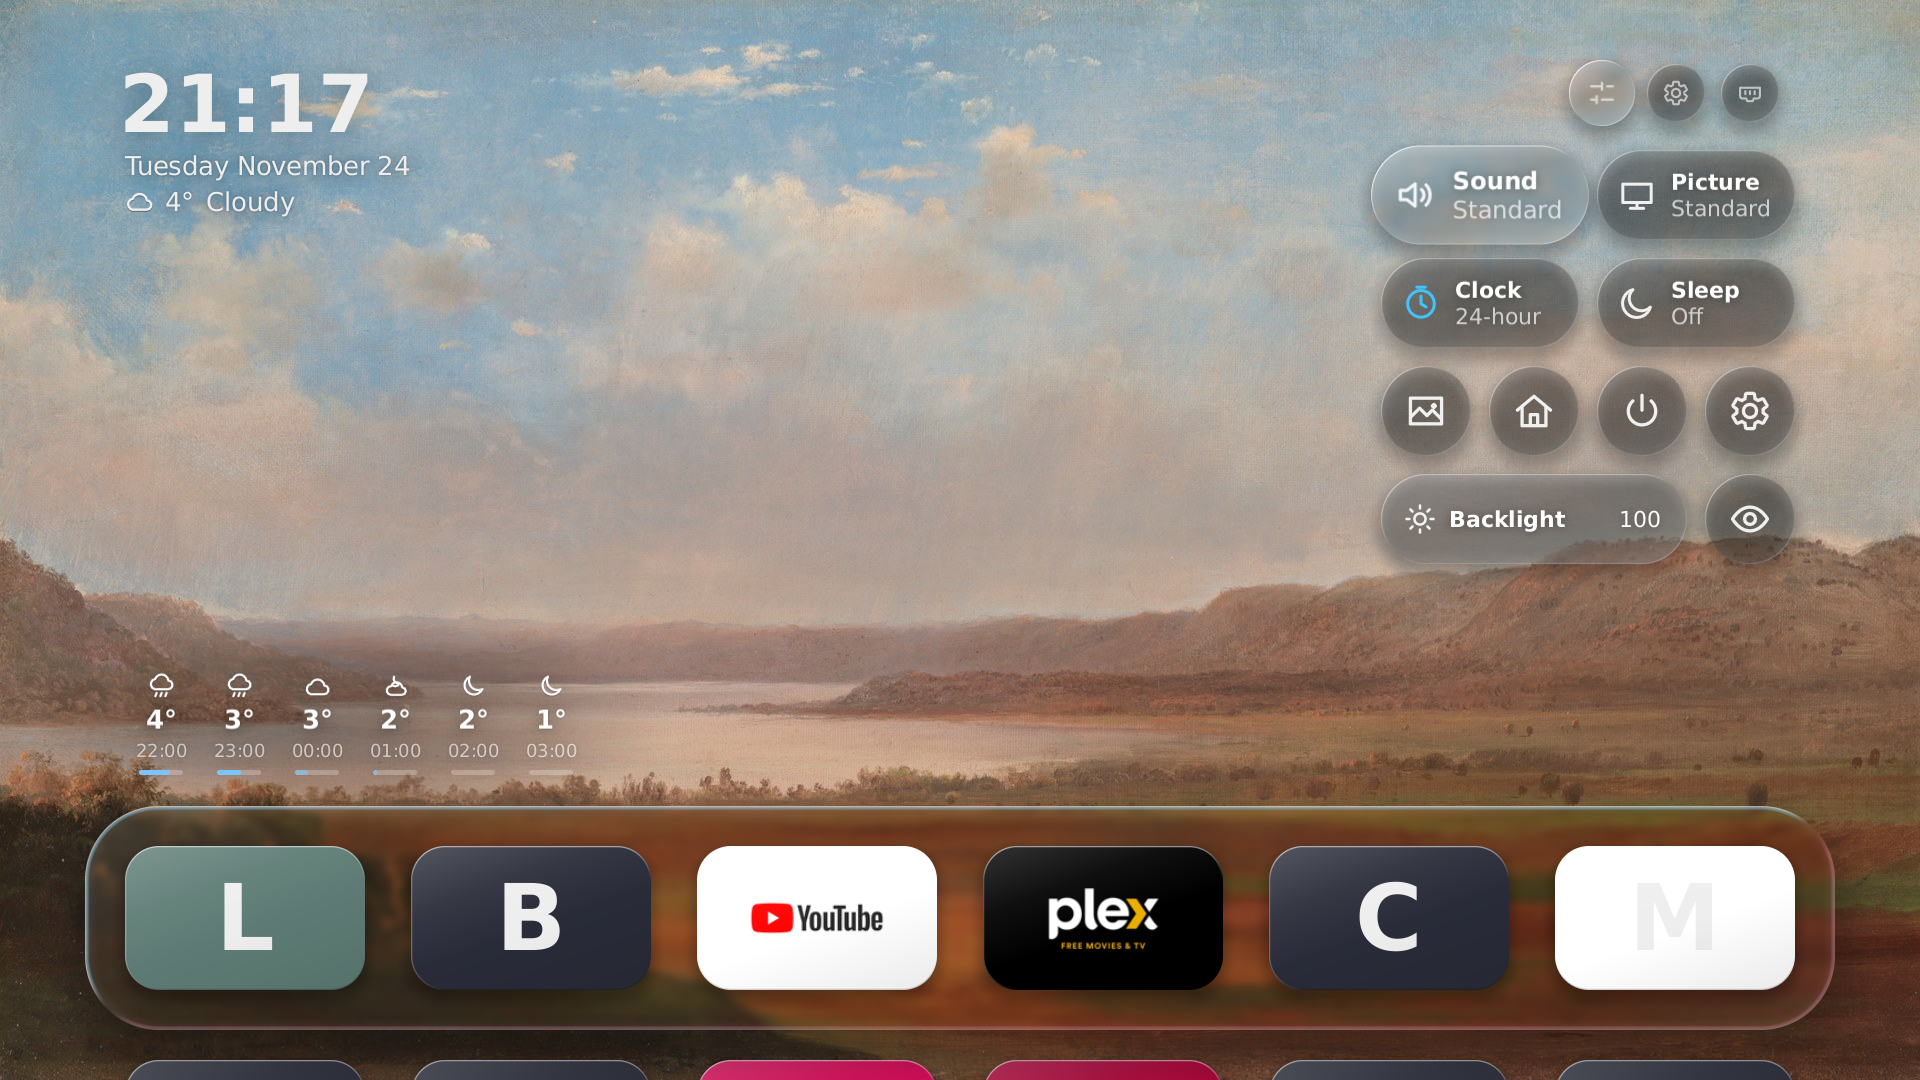 21:17
Tuesday November 24
4° Cloudy
Sound
Standard
Picture
Standard
Clock
24-hour
Sleep
Off
Backlight 100
4° 3° 3° 2° 2° 1°
22:00 23:00 00:00 01:00 02:00 03:00
L B YouTube plex C M
FREE MOVIES & TV